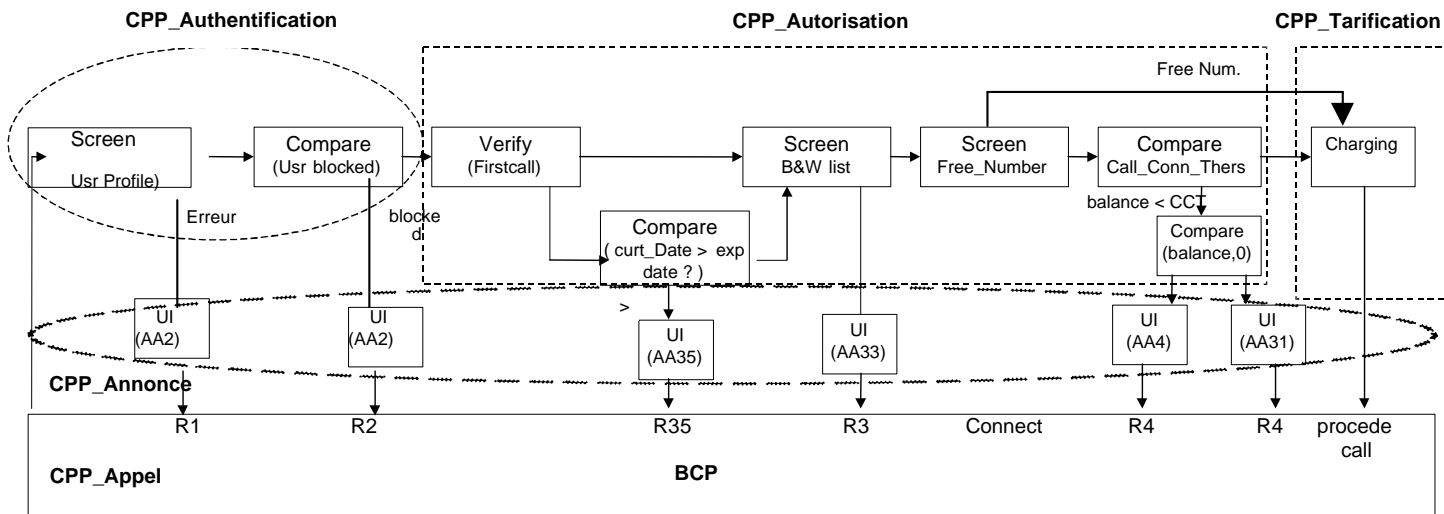 CPP_Authentification
CPP_Autorisation
CPP_Tarification
Free Num.
Screen
Usr Profile)
Compare
(Usr blocked)
Verify
(Firstcall)
Screen
B&W list
Screen
Free_Number
Compare
Call_Conn_Thers
Charging
Erreur
blocke
d
Compare
( curt_Date > exp
date ? )
balance < CCT
Compare
(balance,0)
>
UI
(AA2)
UI
(AA2)
UI
(AA35)
UI
(AA33)
UI
(AA4)
UI
(AA31)
CPP_Annonce
R1
R2
R35
R3
Connect
R4
R4
procede
call
CPP_Appel
BCP